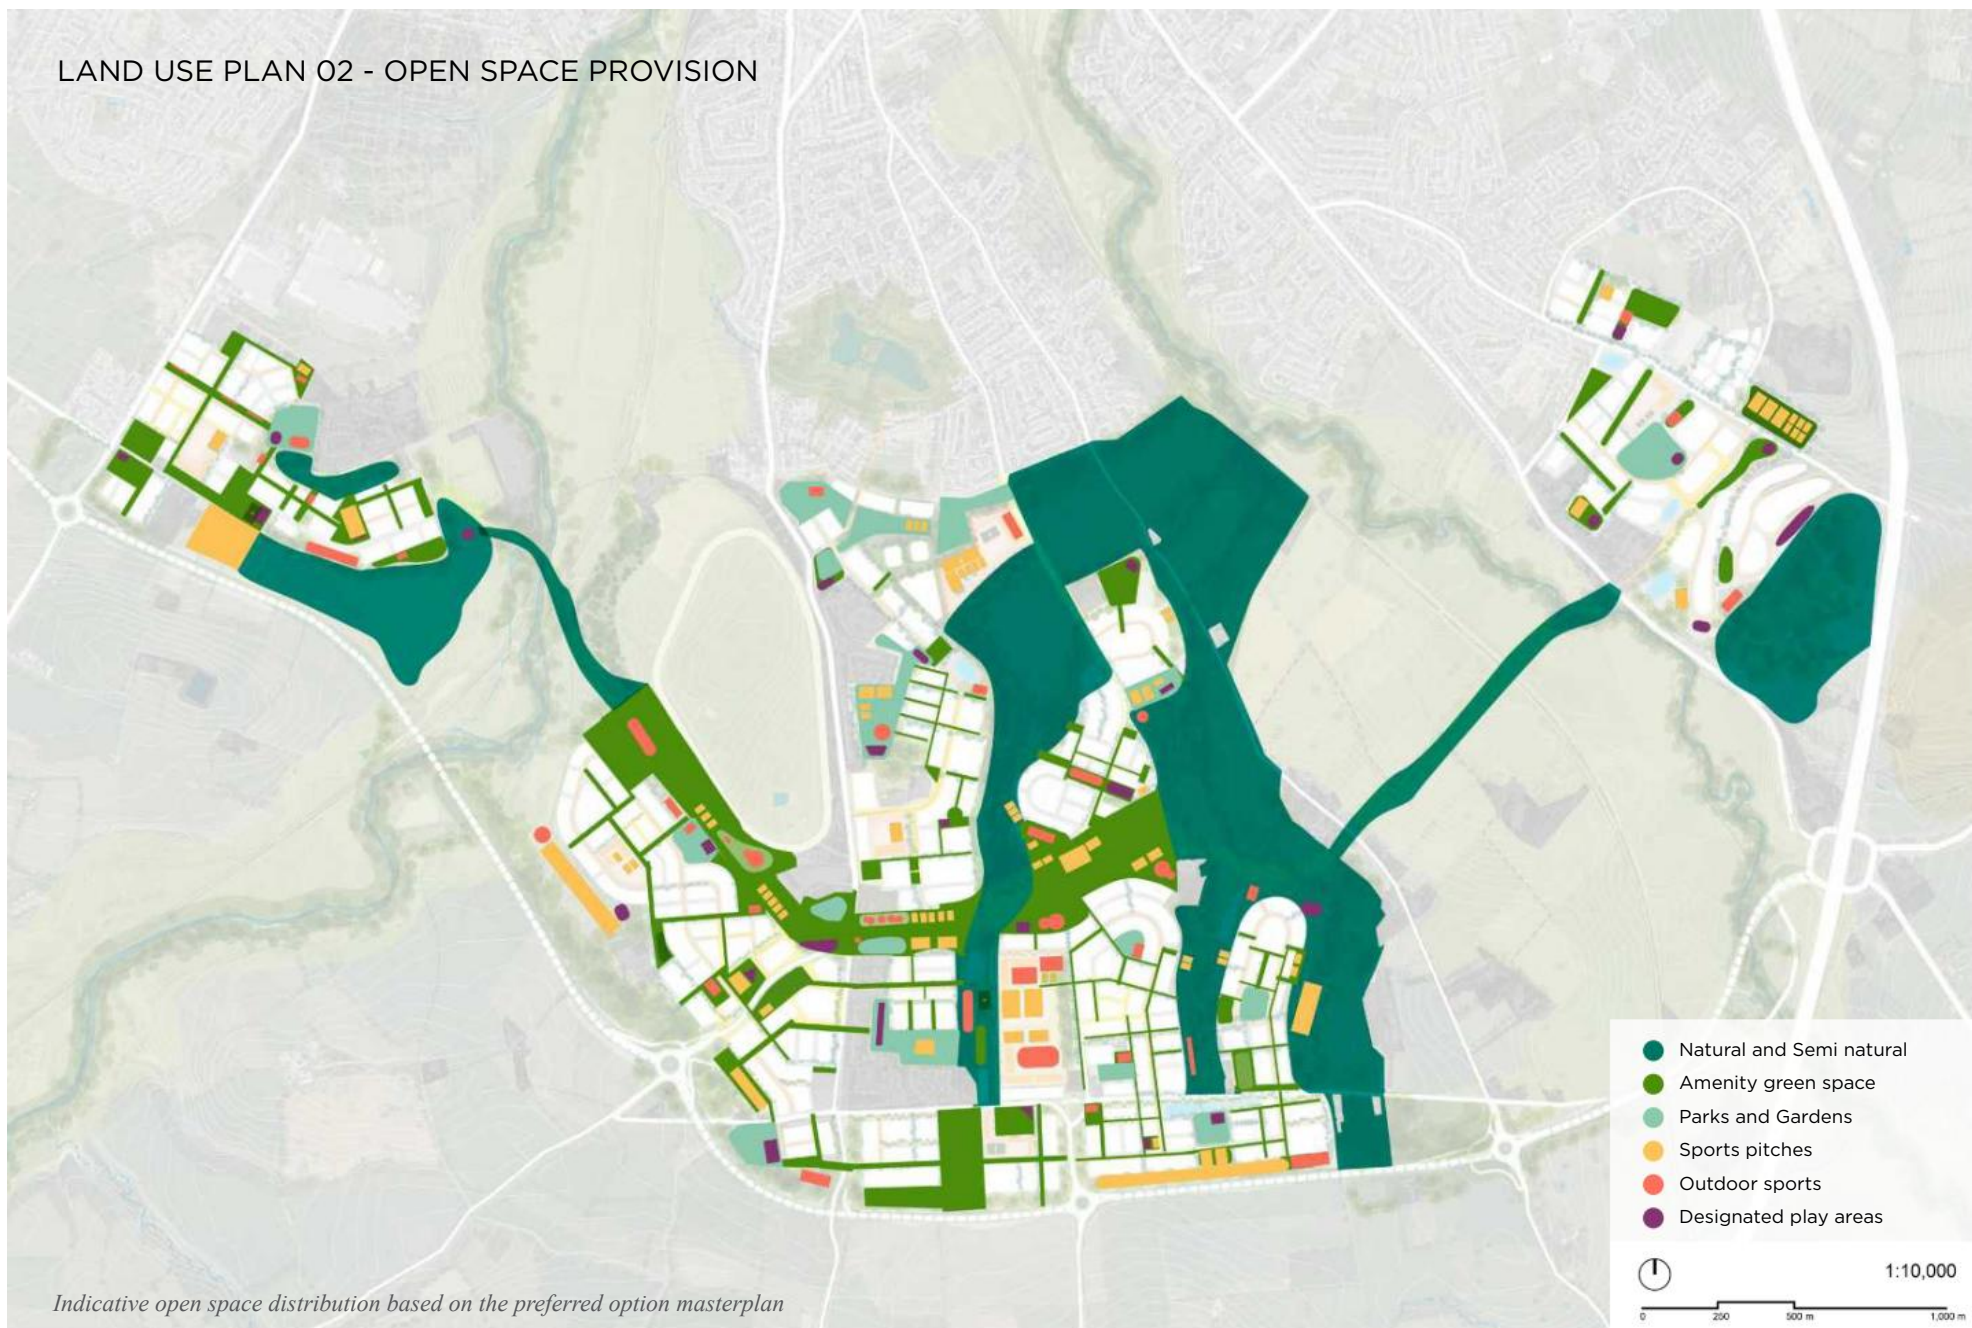 LAND USE PLAN 02 - OPEN SPACE PROVISION
Natural and Semi natural
Amenity green space
Parks and Gardens
Sports pitches
Outdoor sports
Designated play areas
1:10,000
0 250 500 m 1,000 m
Indicative open space distribution based on the preferred option masterplan